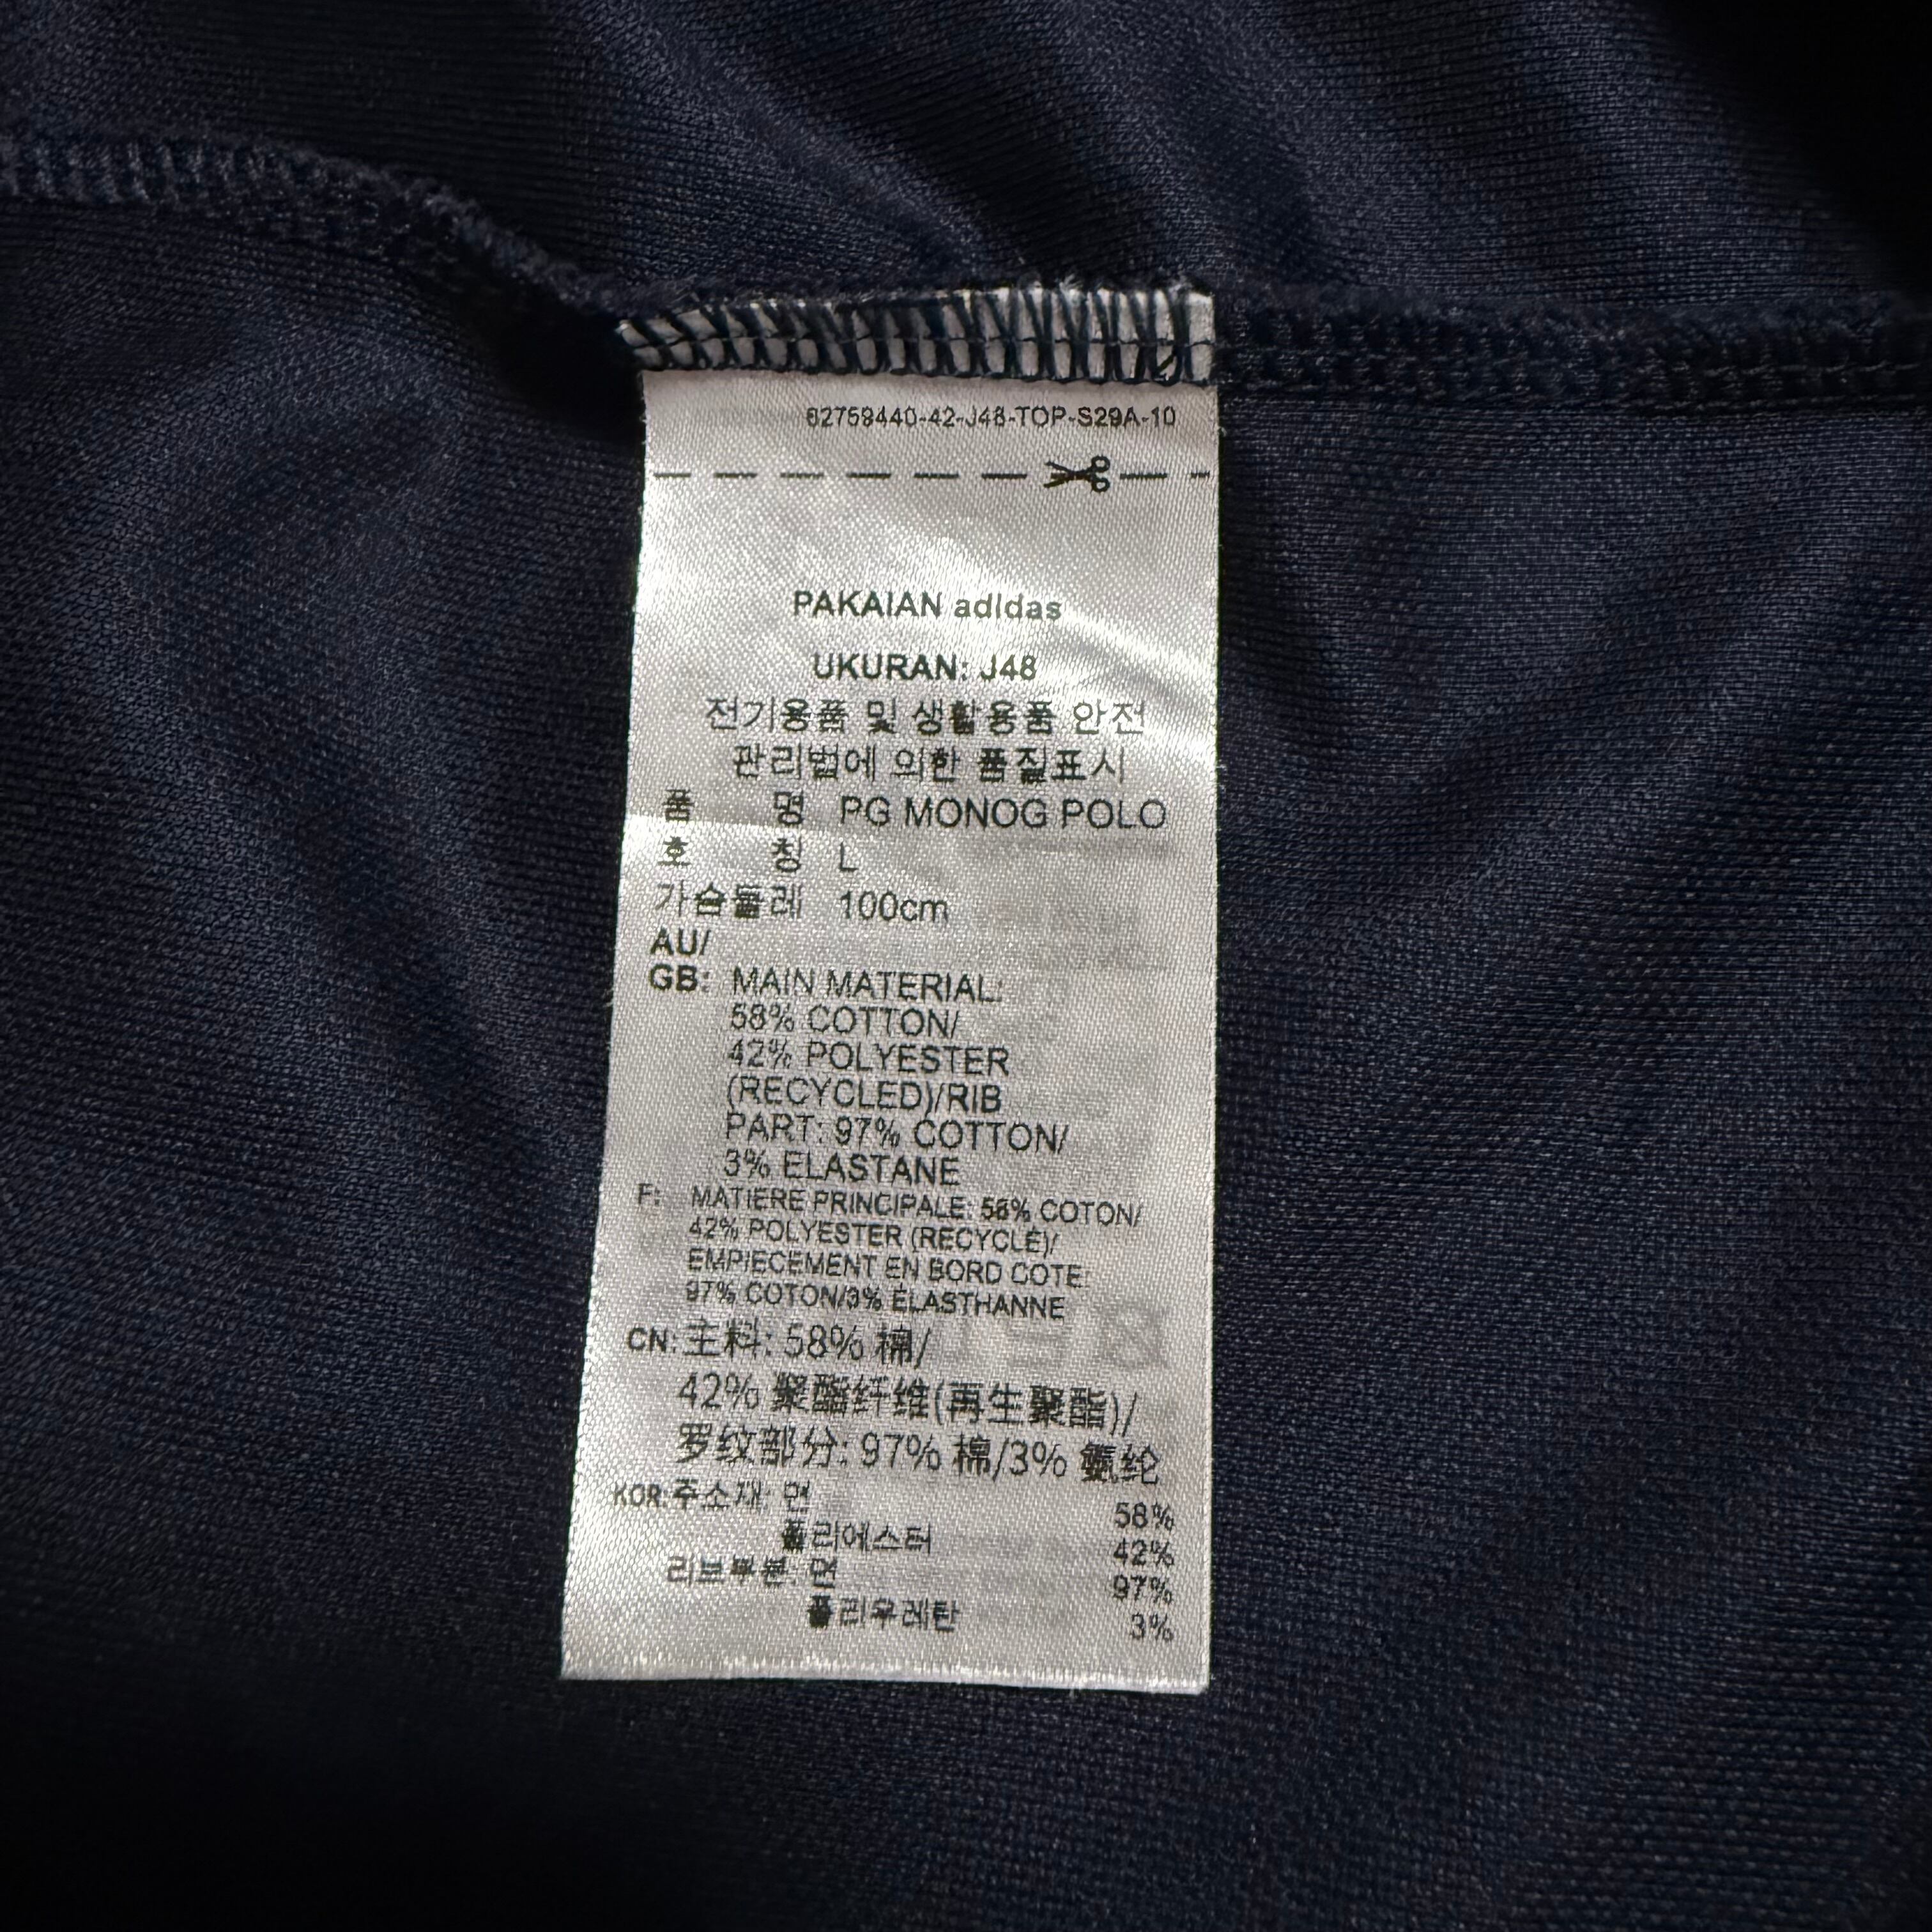 62759440-42-J48-TOP-S29A-10
PAKAIAN adidas
UKURAN: J48
전기용품 및 생활용품 안전
관리법에 의한 품질표시
품 명 PG MONOG POLO
호 칭 L
가슴둘레 100cm
AU/
GB: MAIN MATERIAL:
58% COTTON/
42% POLYESTER
(RECYCLED)/RIB
PART: 97% COTTON/
3% ELASTANE
F: MATIERE PRINCIPALE: 58% COTON/
42% POLYESTER (RECYCLÉ)/
EMPIECEMENT EN BORD COTE:
97% COTON/3% ÉLASTHANNE
CN: 主料: 58% 棉/
42% 聚酯纤维(再生聚酯)/
罗纹部分: 97% 棉/3% 氨纶
KOR: 주소재: 면 58%
폴리에스터 42%
리브부분: 면 97%
폴리우레탄 3%